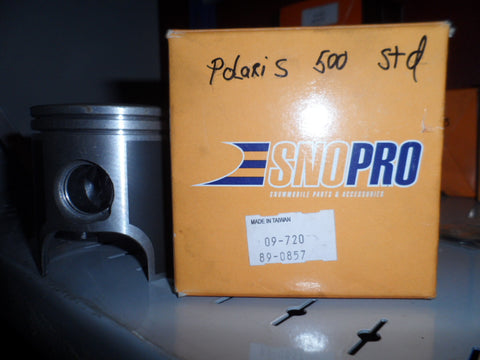 Polaris 500 std
SNOPRO
SNOWMOBILE PARTS & ACCESSORIES
MADE IN TAIWAN
09-720
89-0857